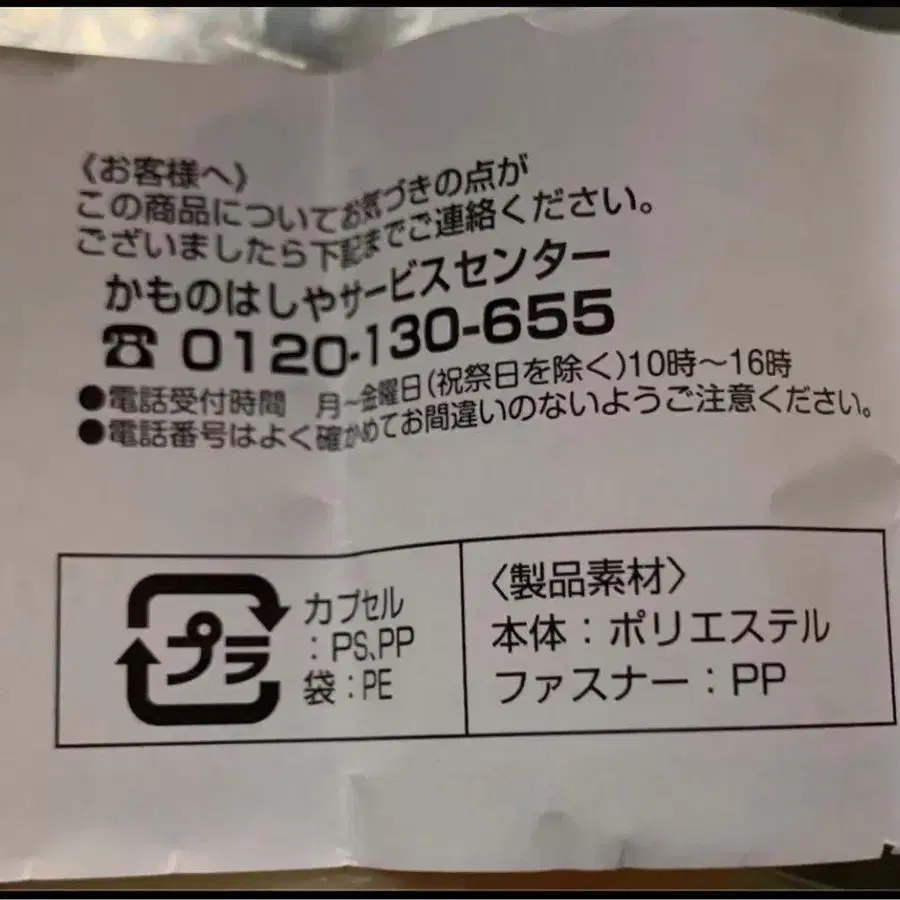 〈お客様へ〉
この商品についてお気づきの点が
ございましたら下記までご連絡ください。
かものはしやサービスセンター
☎ 0120-130-655
●電話受付時間　月~金曜日(祝祭日を除く)10時~16時
●電話番号はよく確かめてお間違いのないようご注意ください。
プラ
カプセル
:PS、PP
袋:PE
〈製品素材〉
本体:ポリエステル
ファスナー:PP